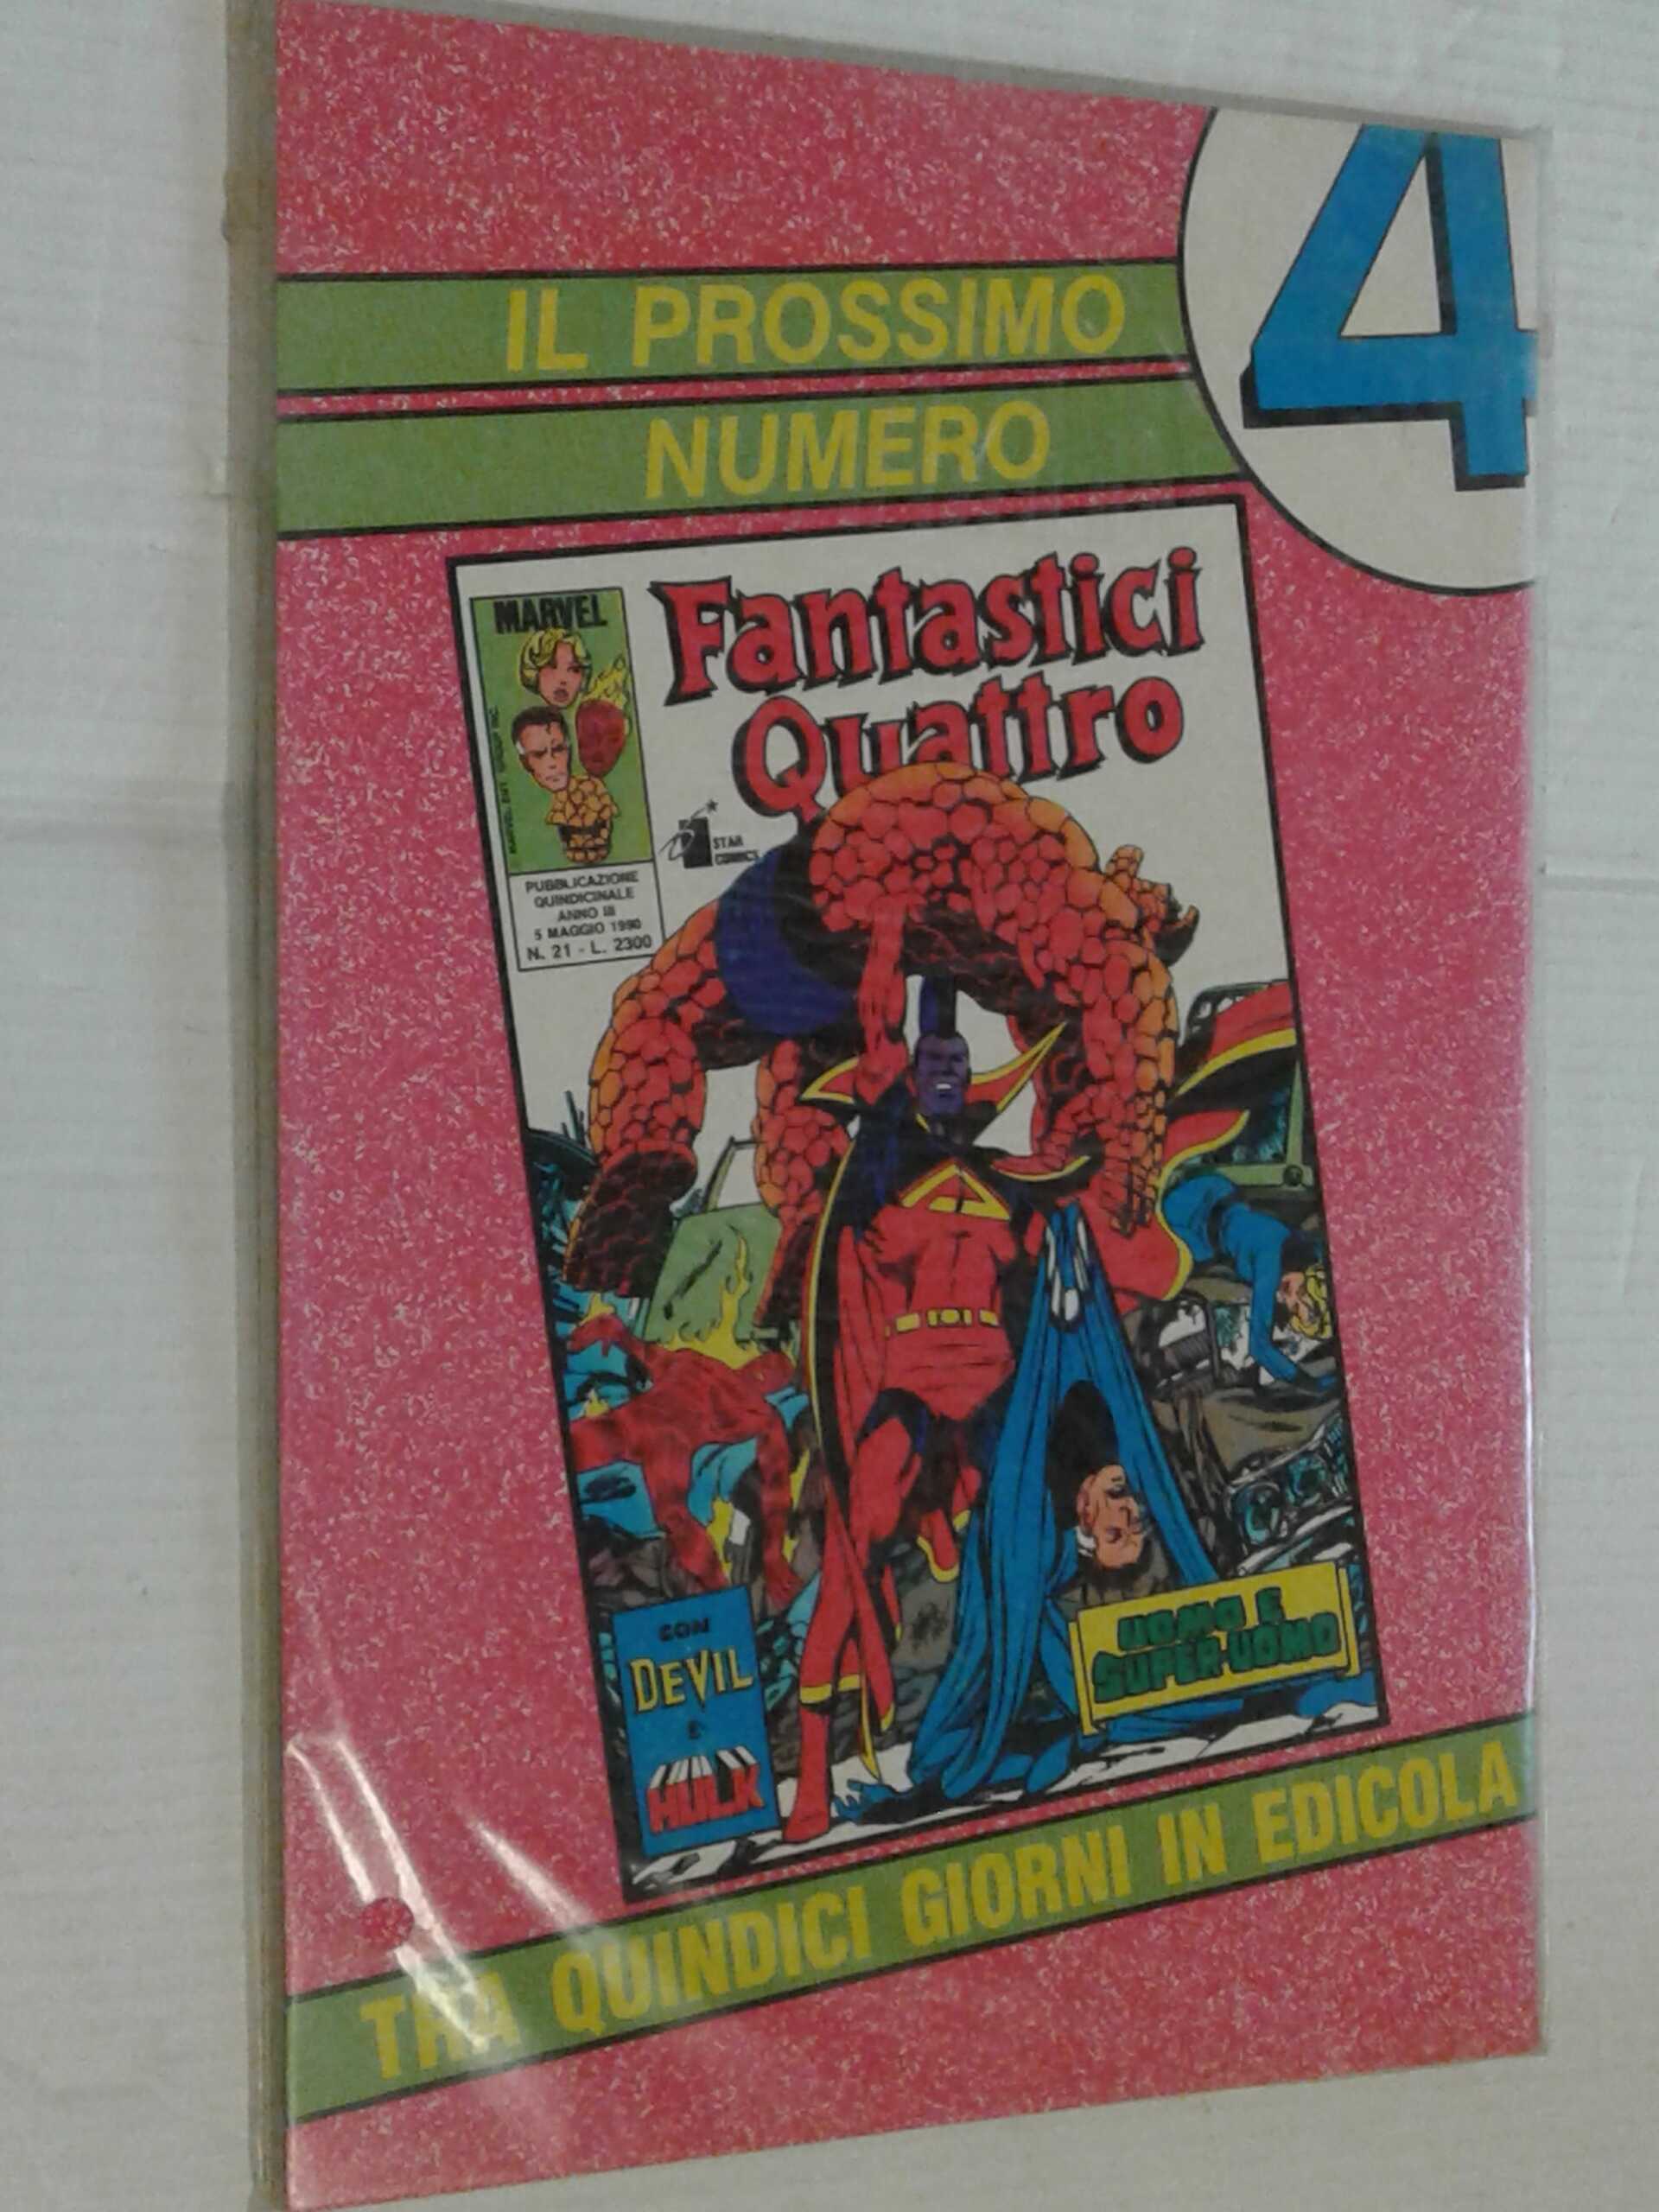 4
IL PROSSIMO
NUMERO
MARVEL
Fantastici
Quattro
STAR
COMICS
PUBBLICAZIONE
QUINDICINALE
ANNO III
5 MAGGIO 1990
N. 21 - L. 2300
CON
DEVIL
E
HULK
UOMO E
SUPER-UOMO
TRA QUINDICI GIORNI IN EDICOLA